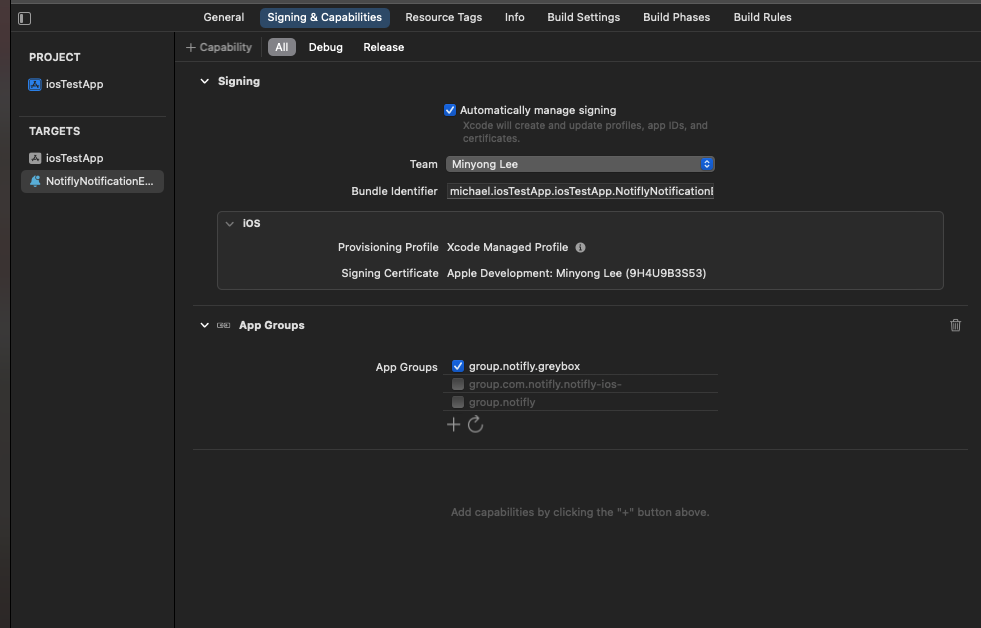 General Signing & Capabilities Resource Tags Info Build Settings Build Phases Build Rules
+ Capability All Debug Release
PROJECT
iosTestApp
TARGETS
iosTestApp
NotiflyNotificationE...
Signing
Automatically manage signing
Xcode will create and update profiles, app IDs, and
certificates.
Team Minyong Lee
Bundle Identifier michael.iosTestApp.iosTestApp.NotiflyNotificationE
iOS
Provisioning Profile Xcode Managed Profile
Signing Certificate Apple Development: Minyong Lee (9H4U9B3S53)
App Groups
App Groups group.notifly.greybox
group.com.notifly.notifly-ios-
group.notifly
Add capabilities by clicking the "+" button above.